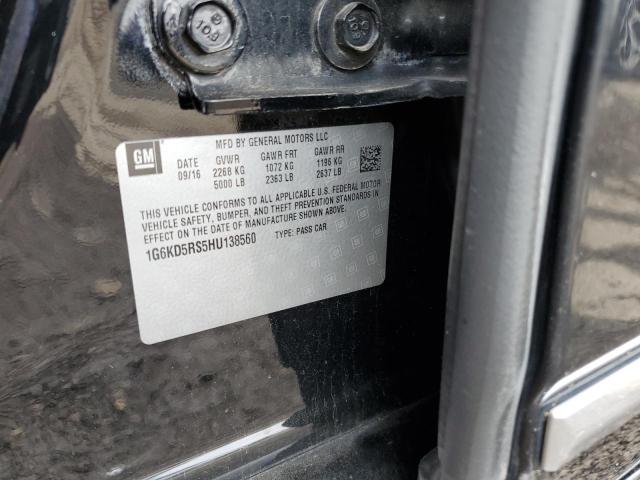 GM
MFD BY GENERAL MOTORS LLC
DATE GVWR GAWR FRT GAWR RR
09/16 2268 KG 1072 KG 1196 KG
5000 LB 2363 LB 2637 LB
THIS VEHICLE CONFORMS TO ALL APPLICABLE U.S. FEDERAL MOTOR
VEHICLE SAFETY, BUMPER, AND THEFT PREVENTION STANDARDS IN
EFFECT ON THE DATE OF MANUFACTURE SHOWN ABOVE.
1G6KD5RS5HU138560 TYPE: PASS CAR